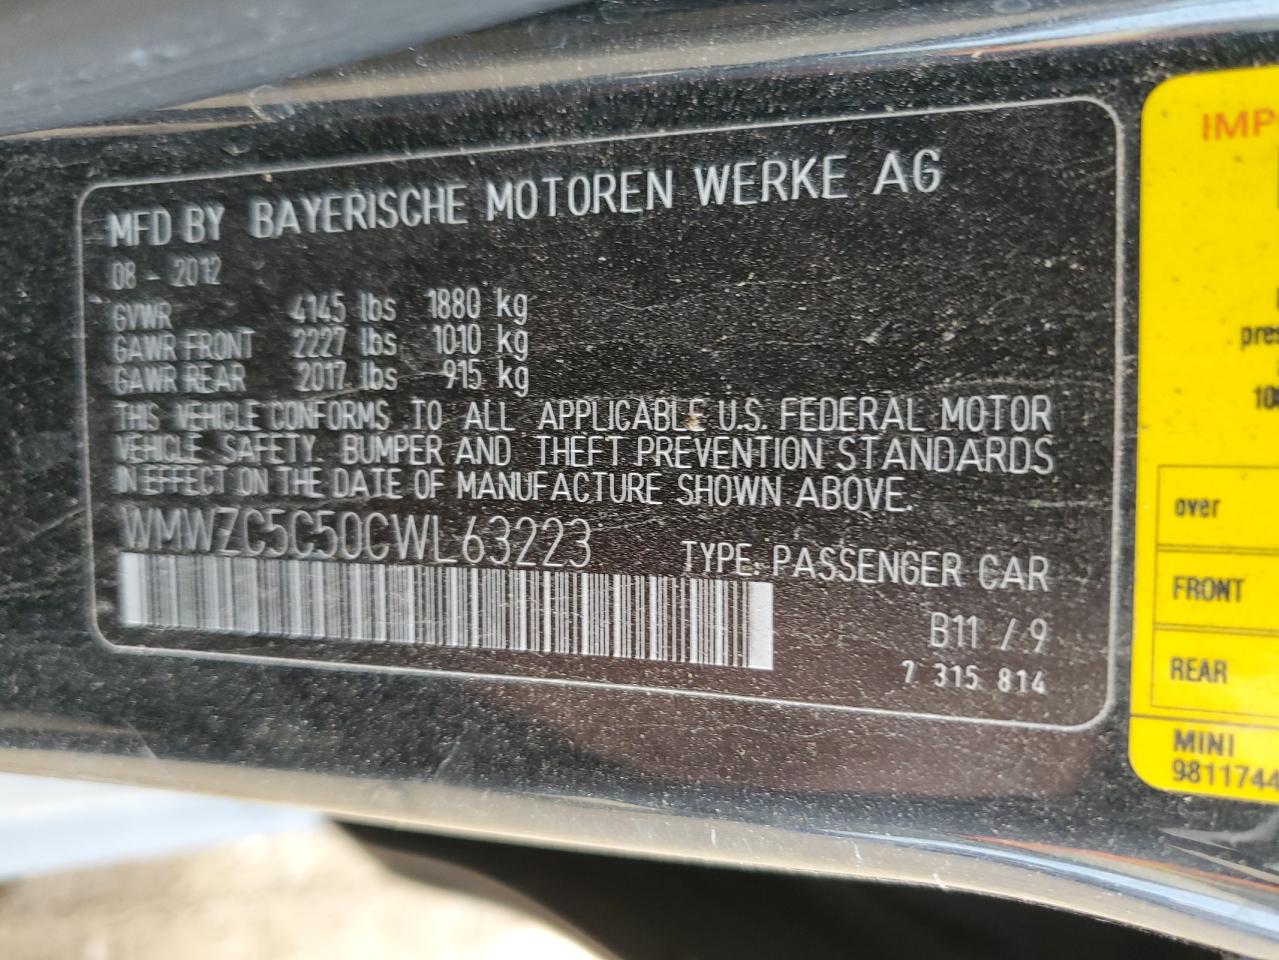 MFD BY BAYERISCHE MOTOREN WERKE AG
08 - 2012
GVWR 4145 lbs 1880 kg
GAWR FRONT 2227 lbs 1010 kg
GAWR REAR 2017 lbs 915 kg
THIS VEHICLE CONFORMS TO ALL APPLICABLE U.S. FEDERAL MOTOR
VEHICLE SAFETY, BUMPER AND THEFT PREVENTION STANDARDS
IN EFFECT ON THE DATE OF MANUFACTURE SHOWN ABOVE.
WMWZC5C50CWL63223 TYPE: PASSENGER CAR
B11 / 9
7 315 814
IMP
pres
over
FRONT
REAR
MINI
9811744